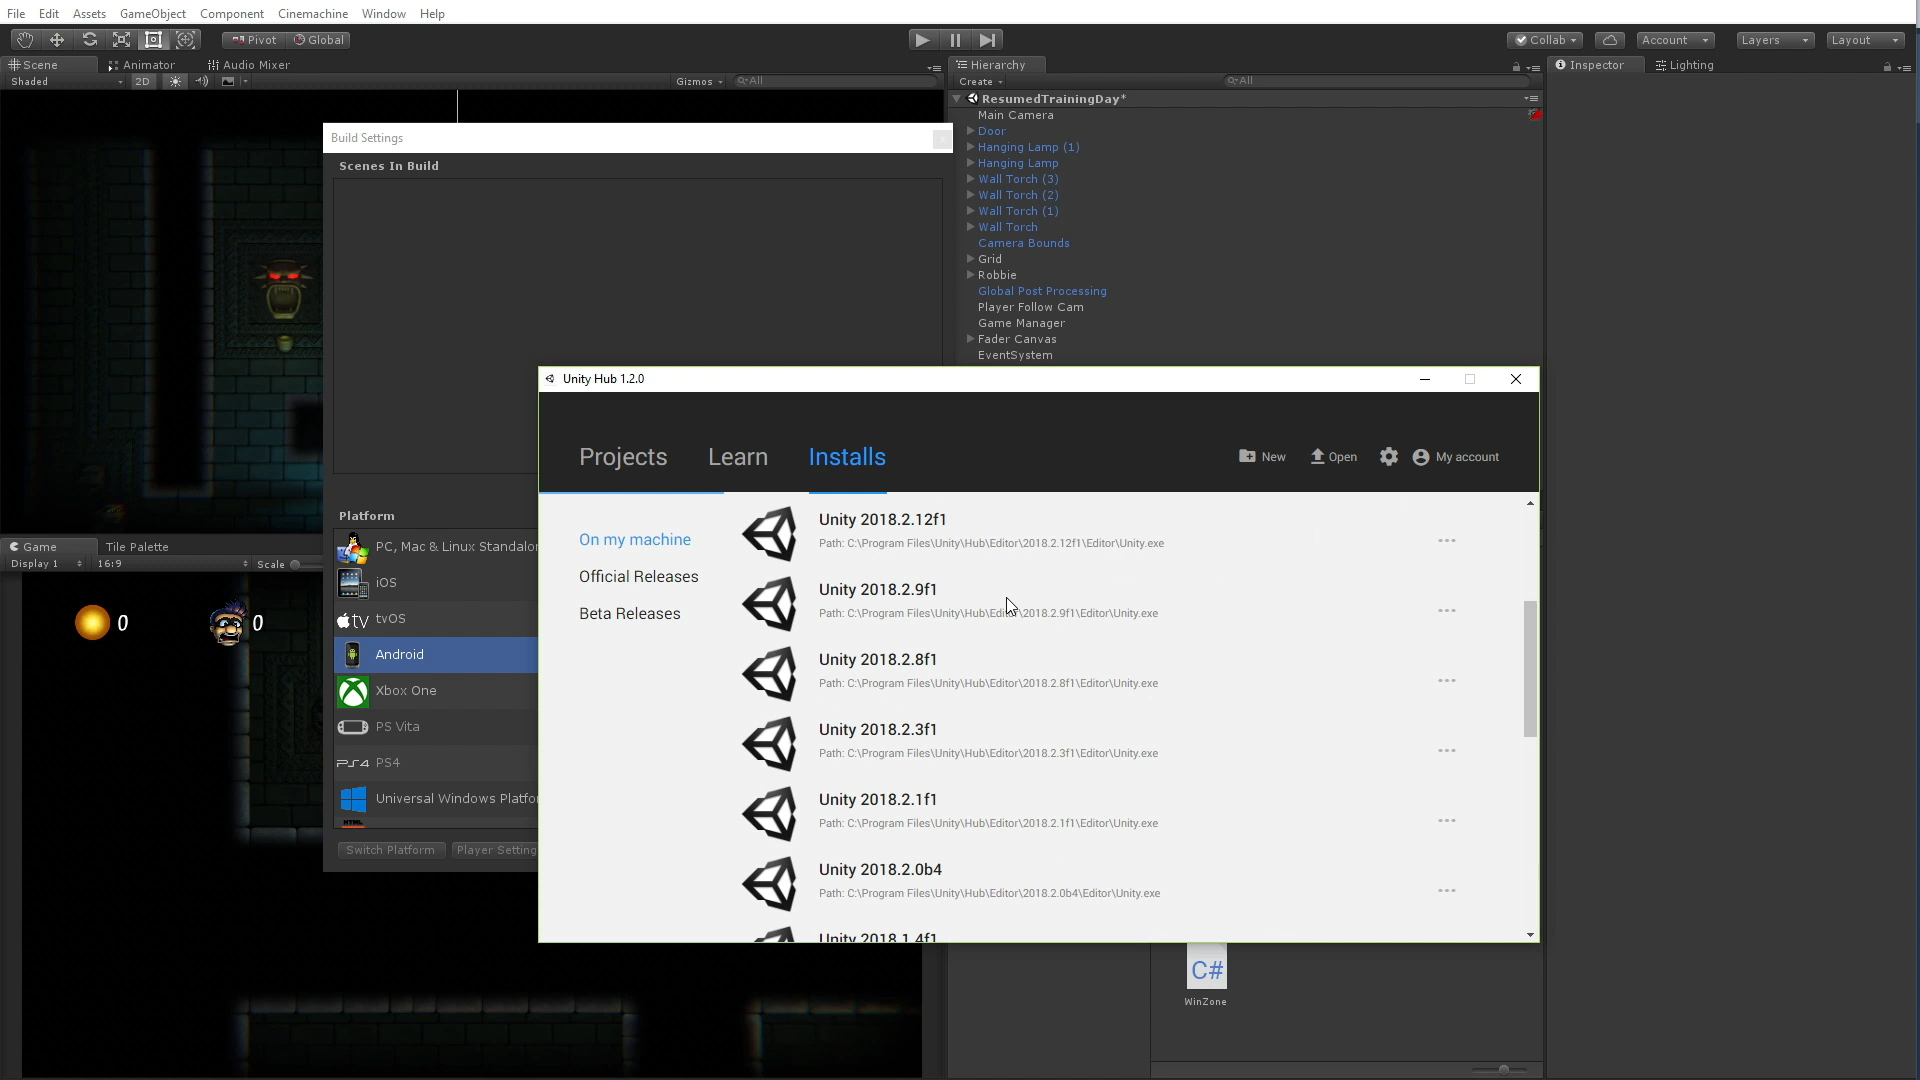 File Edit Assets GameObject Component Cinemachine Window Help
Pivot Global Collab Account Layers Layout
Scene Animator Audio Mixer Hierarchy Inspector Lighting
Shaded 2D Gizmos All Create All
ResumedTrainingDay*
Main Camera
Door
Hanging Lamp (1)
Hanging Lamp
Wall Torch (3)
Wall Torch (2)
Wall Torch (1)
Wall Torch
Camera Bounds
Grid
Robbie
Global Post Processing
Player Follow Cam
Game Manager
Fader Canvas
EventSystem
Build Settings
Scenes In Build
Platform
PC, Mac & Linux Standalo
iOS
tv tvOS
Android
Xbox One
PS Vita
PS4 PS4
Universal Windows Platfo
HTML
Switch Platform Player Setting
Game Tile Palette
Display 1 16:9 Scale
0 0
Unity Hub 1.2.0
Projects Learn Installs New Open My account
On my machine
Official Releases
Beta Releases
Unity 2018.2.12f1
Path: C:\Program Files\Unity\Hub\Editor\2018.2.12f1\Editor\Unity.exe
Unity 2018.2.9f1
Path: C:\Program Files\Unity\Hub\Editor\2018.2.9f1\Editor\Unity.exe
Unity 2018.2.8f1
Path: C:\Program Files\Unity\Hub\Editor\2018.2.8f1\Editor\Unity.exe
Unity 2018.2.3f1
Path: C:\Program Files\Unity\Hub\Editor\2018.2.3f1\Editor\Unity.exe
Unity 2018.2.1f1
Path: C:\Program Files\Unity\Hub\Editor\2018.2.1f1\Editor\Unity.exe
Unity 2018.2.0b4
Path: C:\Program Files\Unity\Hub\Editor\2018.2.0b4\Editor\Unity.exe
Unity 2018.1.4f1
C#
WinZone